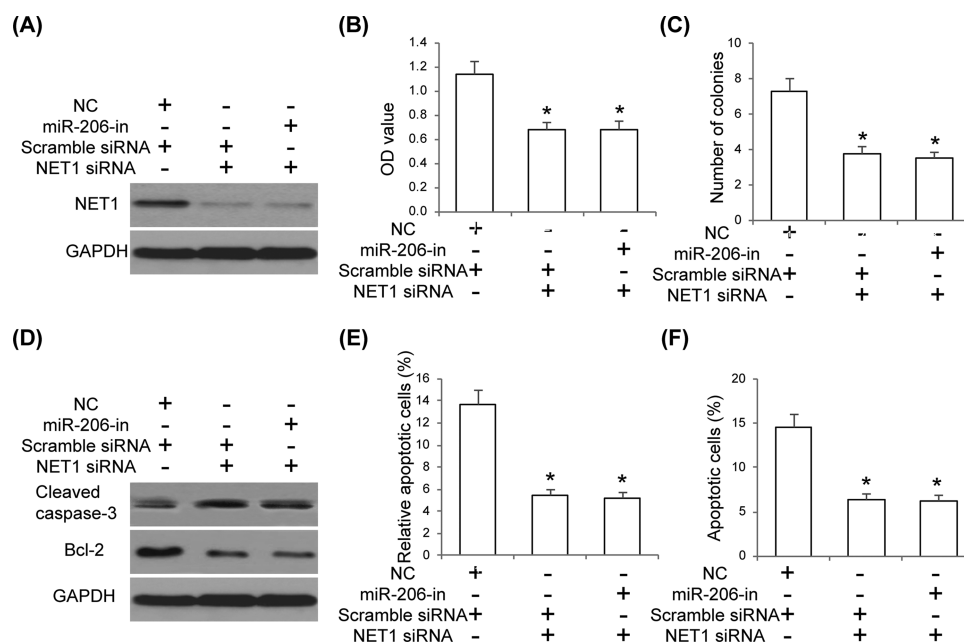 (A)
NC + - -
miR-206-in - - +
Scramble siRNA + + -
NET1 siRNA - + +
NET1
GAPDH
(B)
OD value
1.4
1.2
1.0
0.8
0.6
0.4
0.2
0.0
* *
NC + - -
miR-206-in - - +
Scramble siRNA + + -
NET1 siRNA - + +
(C)
Number of colonies
10
8
6
4
2
0
* *
NC + - -
miR-206-in - - +
Scramble siRNA + + -
NET1 siRNA - + +
(D)
NC + - -
miR-206-in - - +
Scramble siRNA + + -
NET1 siRNA - + +
Cleaved
caspase-3
Bcl-2
GAPDH
(E)
Relative apoptotic cells (%)
16
14
12
10
8
6
4
2
0
* *
NC + - -
miR-206-in - - +
Scramble siRNA + + -
NET1 siRNA - + +
(F)
Apoptotic cells (%)
20
15
10
5
0
* *
NC + - -
miR-206-in - - +
Scramble siRNA + + -
NET1 siRNA - + +